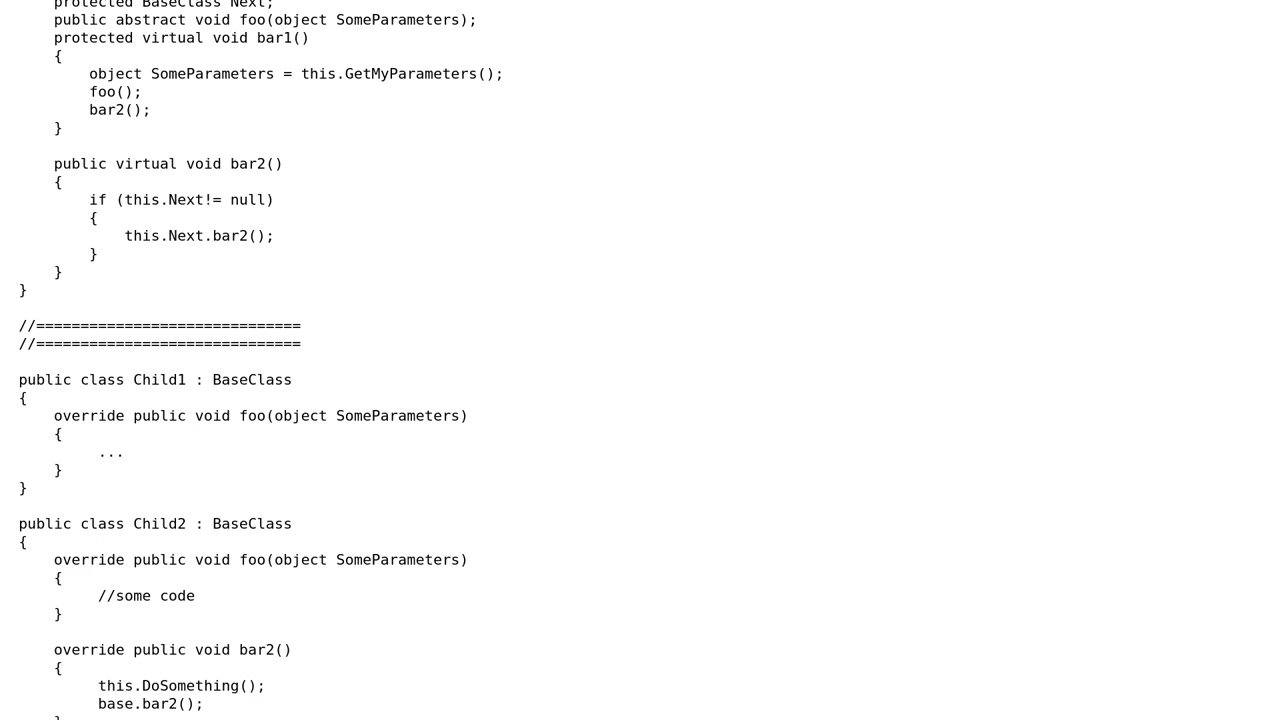 protected BaseClass Next;
    public abstract void foo(object SomeParameters);
    protected virtual void bar1()
    {
        object SomeParameters = this.GetMyParameters();
        foo();
        bar2();
    }

    public virtual void bar2()
    {
        if (this.Next!= null)
        {
            this.Next.bar2();
        }
    }
}

//==============================
//==============================

public class Child1 : BaseClass
{
    override public void foo(object SomeParameters)
    {
         ...
    }
}

public class Child2 : BaseClass
{
    override public void foo(object SomeParameters)
    {
         //some code
    }

    override public void bar2()
    {
         this.DoSomething();
         base.bar2();
    }